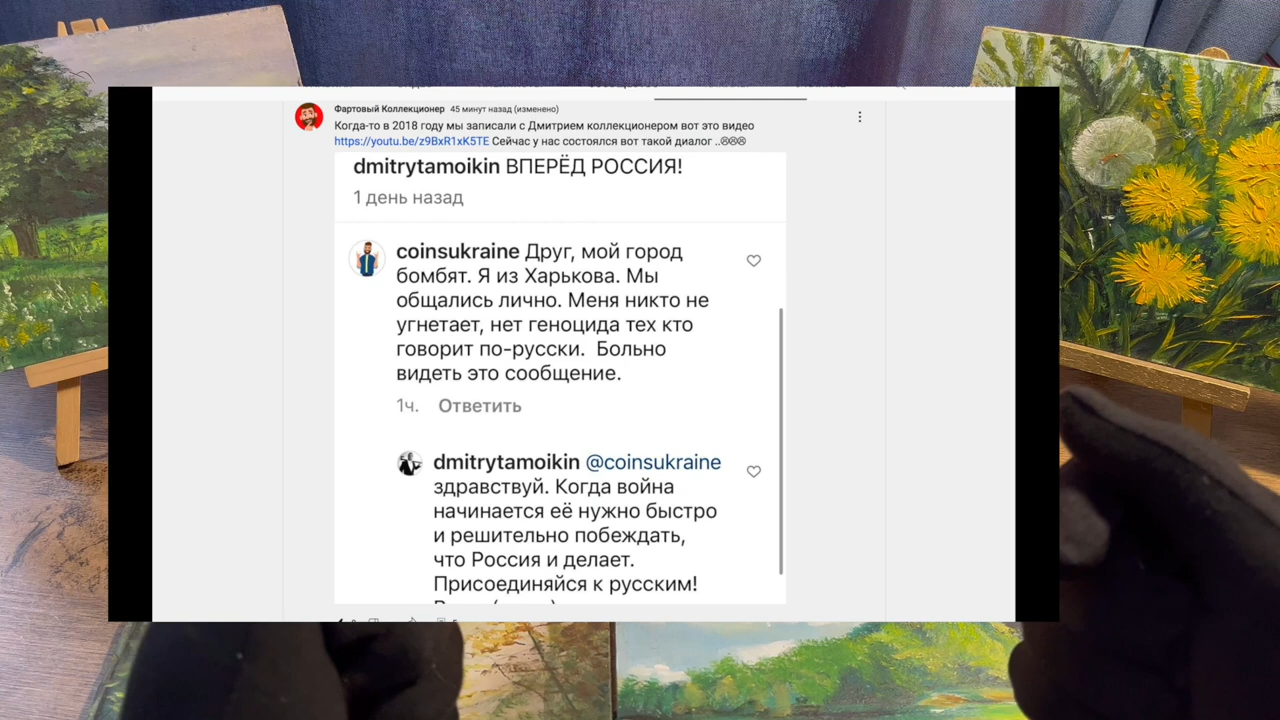 Фартовый Коллекционер 45 минут назад (изменено)
Когда-то в 2018 году мы записали с Дмитрием коллекционером вот это видео
https://youtu.be/z9BxR1xK5TE Сейчас у нас состоялся вот такой диалог ..😢😢😢
dmitrytamoikin ВПЕРЁД РОССИЯ!
1 день назад
coinsukraine Друг, мой город
бомбят. Я из Харькова. Мы
общались лично. Меня никто не
угнетает, нет геноцида тех кто
говорит по-русски. Больно
видеть это сообщение.
1ч. Ответить
dmitrytamoikin @coinsukraine
здравствуй. Когда война
начинается её нужно быстро
и решительно побеждать,
что Россия и делает.
Присоединяйся к русским!